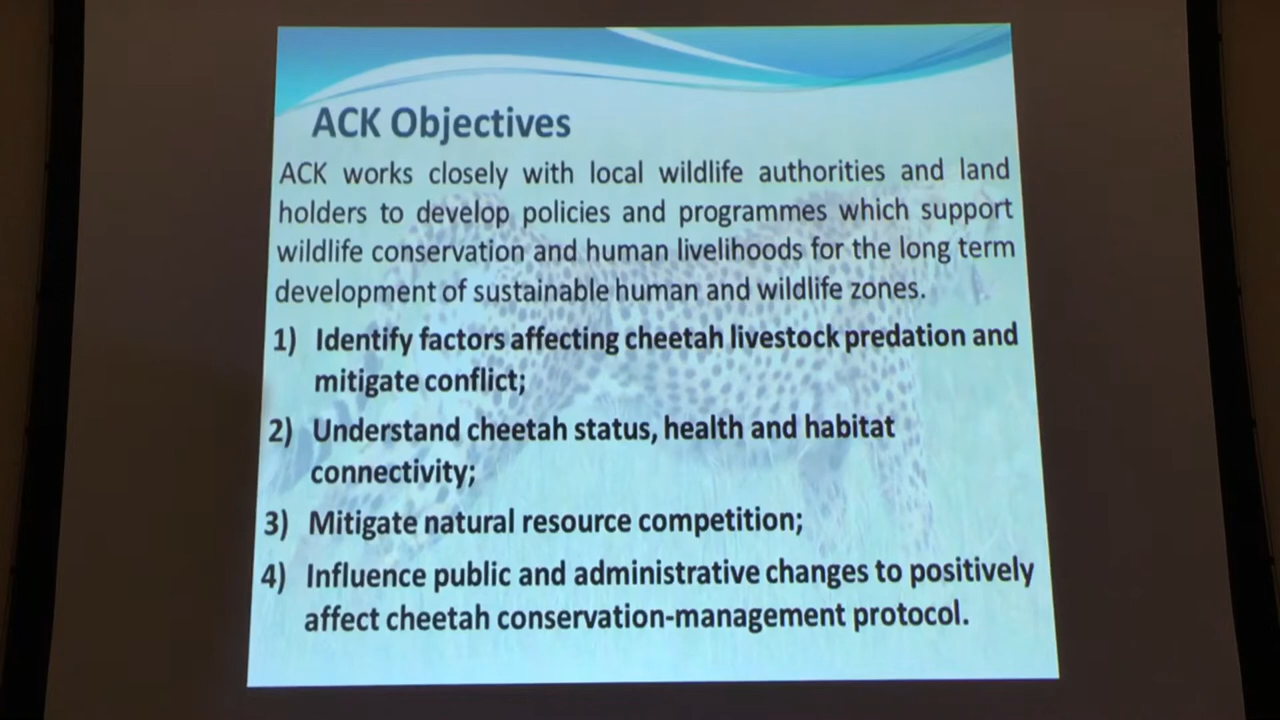 ACK Objectives
ACK works closely with local wildlife authorities and land
holders to develop policies and programmes which support
wildlife conservation and human livelihoods for the long term
development of sustainable human and wildlife zones.
1) Identify factors affecting cheetah livestock predation and
mitigate conflict;
2) Understand cheetah status, health and habitat
connectivity;
3) Mitigate natural resource competition;
4) Influence public and administrative changes to positively
affect cheetah conservation-management protocol.